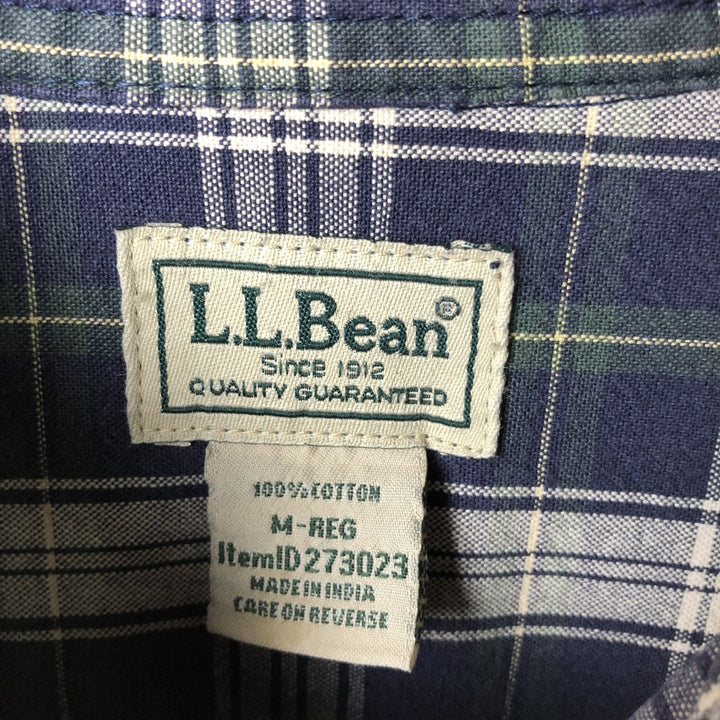 L.L.Bean®
Since 1912
QUALITY GUARANTEED
100% COTTON
M-REG
ItemID 273023
MADE IN INDIA
CARE ON REVERSE